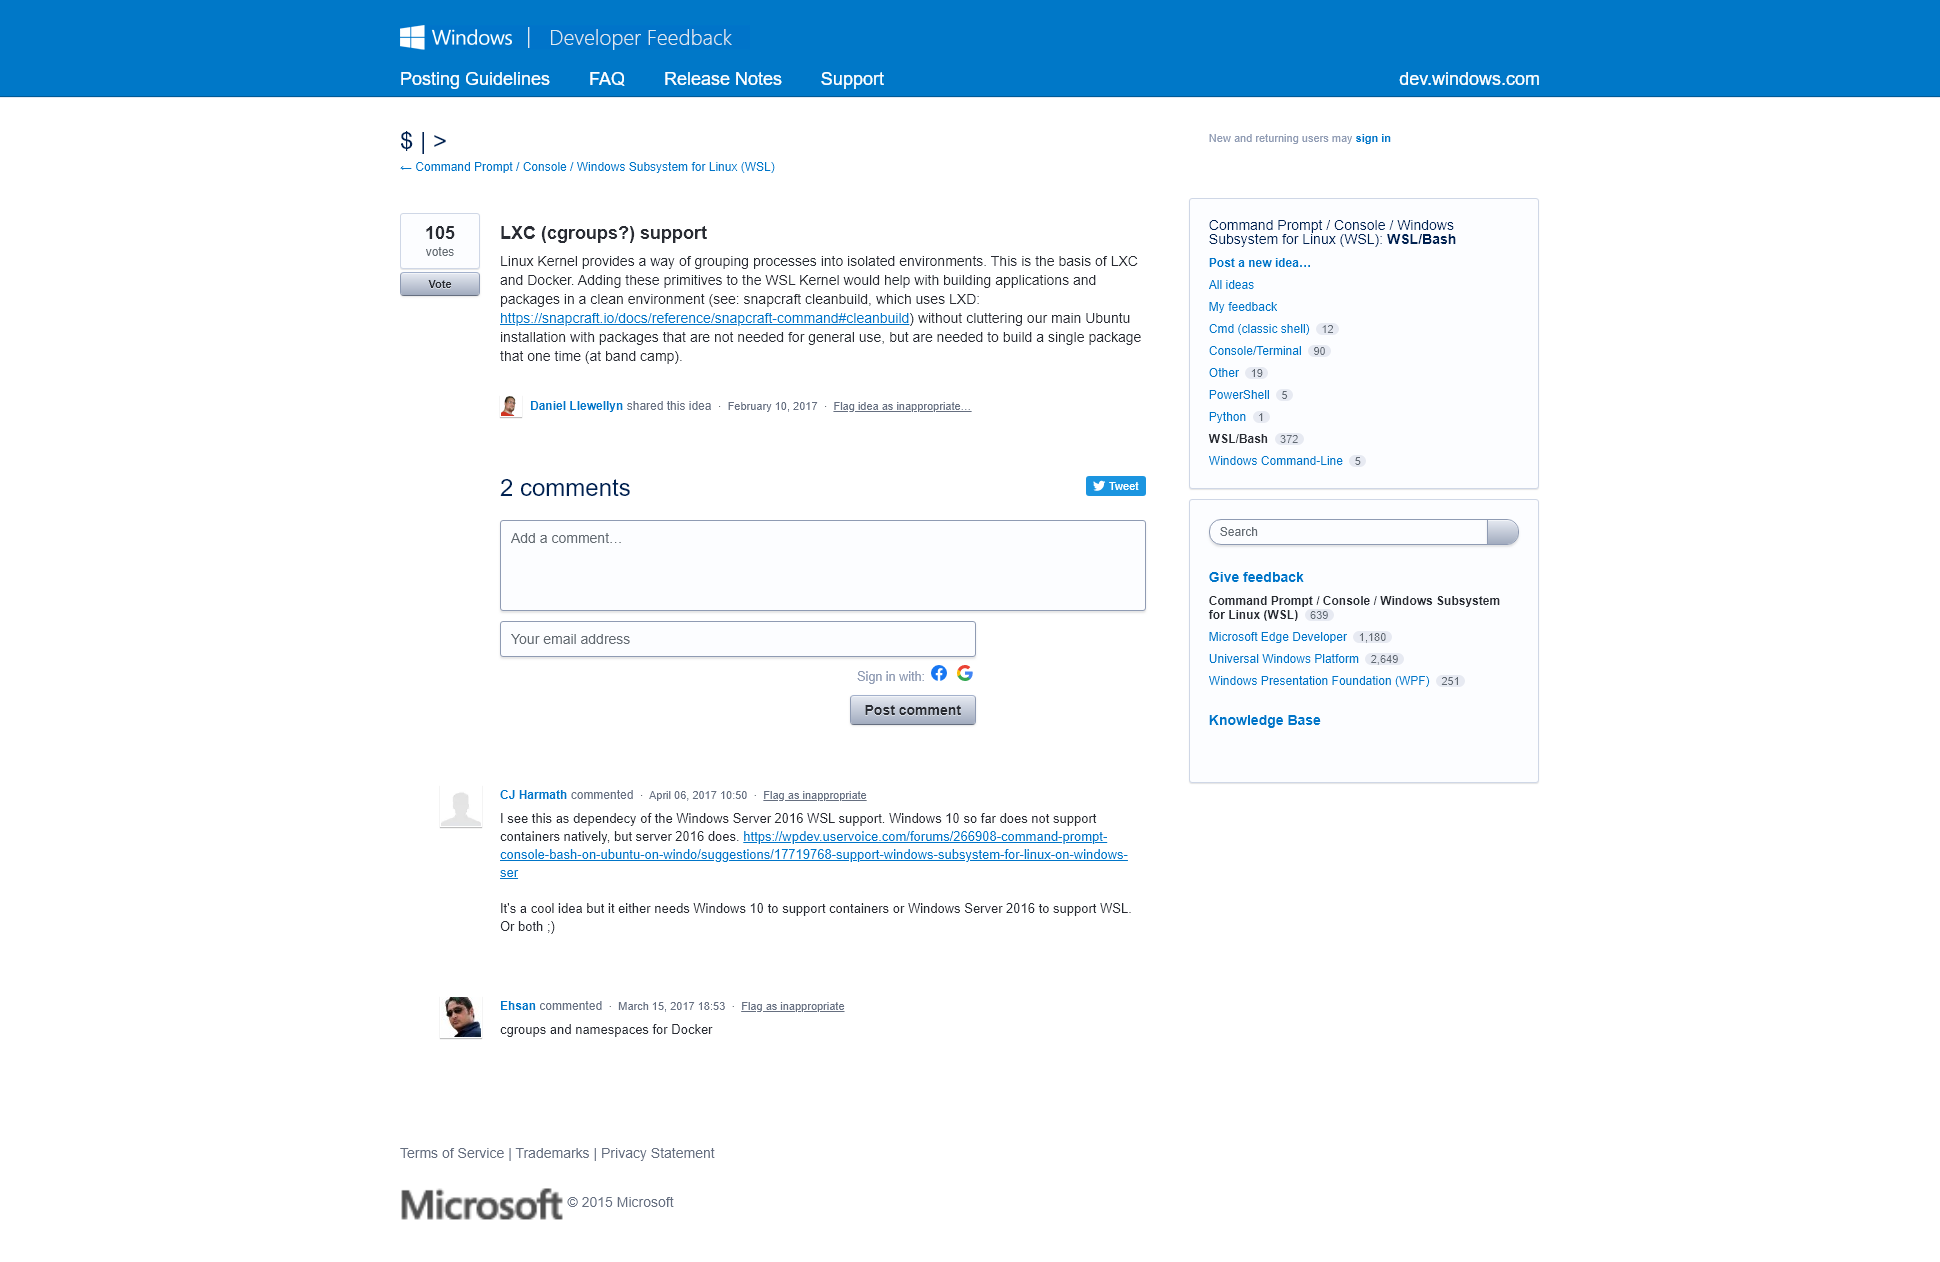 Windows | Developer Feedback
Posting Guidelines FAQ Release Notes Support dev.windows.com
$ | >
← Command Prompt / Console / Windows Subsystem for Linux (WSL)
New and returning users may sign in
105
votes
Vote
LXC (cgroups?) support
Linux Kernel provides a way of grouping processes into isolated environments. This is the basis of LXC
and Docker. Adding these primitives to the WSL Kernel would help with building applications and
packages in a clean environment (see: snapcraft cleanbuild, which uses LXD:
https://snapcraft.io/docs/reference/snapcraft-command#cleanbuild) without cluttering our main Ubuntu
installation with packages that are not needed for general use, but are needed to build a single package
that one time (at band camp).
Daniel Llewellyn shared this idea · February 10, 2017 · Flag idea as inappropriate…
2 comments
Tweet
Add a comment…
Your email address
Sign in with:
Post comment
CJ Harmath commented · April 06, 2017 10:50 · Flag as inappropriate
I see this as dependecy of the Windows Server 2016 WSL support. Windows 10 so far does not support
containers natively, but server 2016 does. https://wpdev.uservoice.com/forums/266908-command-prompt-
console-bash-on-ubuntu-on-windo/suggestions/17719768-support-windows-subsystem-for-linux-on-windows-
ser
It's a cool idea but it either needs Windows 10 to support containers or Windows Server 2016 to support WSL.
Or both ;)
Ehsan commented · March 15, 2017 18:53 · Flag as inappropriate
cgroups and namespaces for Docker
Command Prompt / Console / Windows
Subsystem for Linux (WSL): WSL/Bash
Post a new idea…
All ideas
My feedback
Cmd (classic shell) 12
Console/Terminal 90
Other 19
PowerShell 5
Python 1
WSL/Bash 372
Windows Command-Line 5
Search
Give feedback
Command Prompt / Console / Windows Subsystem
for Linux (WSL) 639
Microsoft Edge Developer 1,180
Universal Windows Platform 2,649
Windows Presentation Foundation (WPF) 251
Knowledge Base
Terms of Service | Trademarks | Privacy Statement
Microsoft © 2015 Microsoft